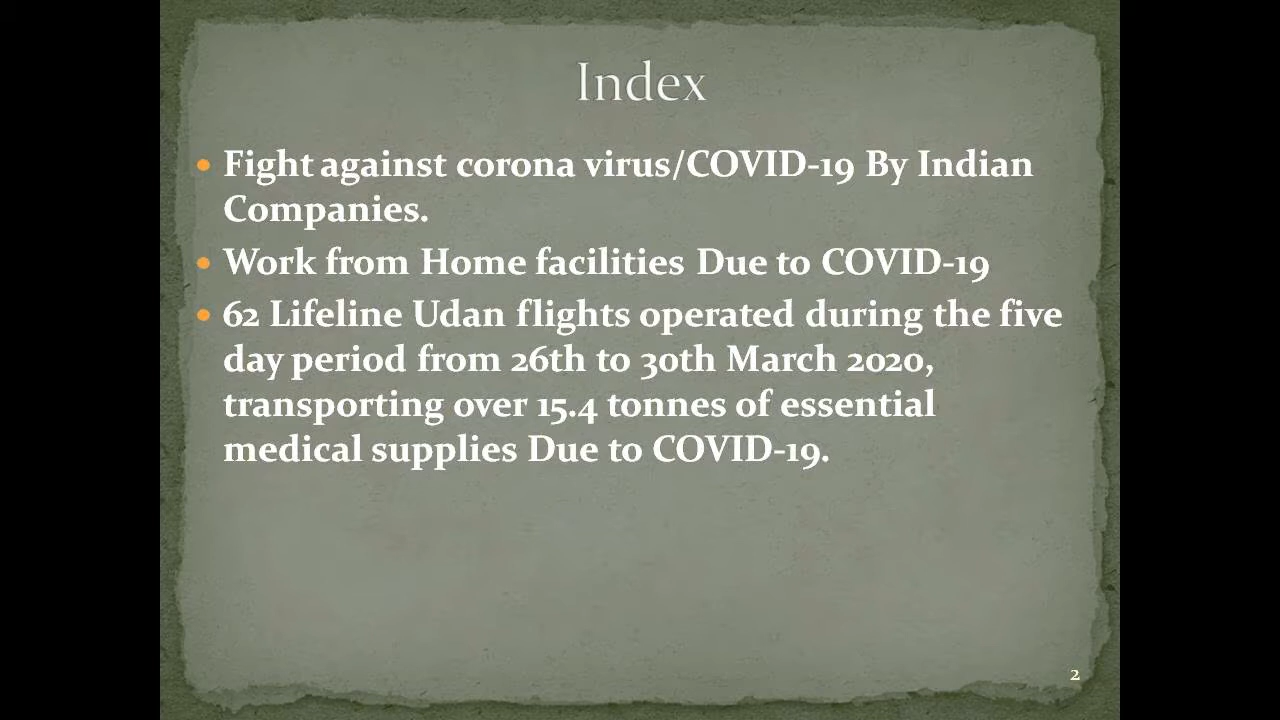 Index
• Fight against corona virus/COVID-19 By Indian
Companies.
• Work from Home facilities Due to COVID-19
• 62 Lifeline Udan flights operated during the five
day period from 26th to 30th March 2020,
transporting over 15.4 tonnes of essential
medical supplies Due to COVID-19.
2